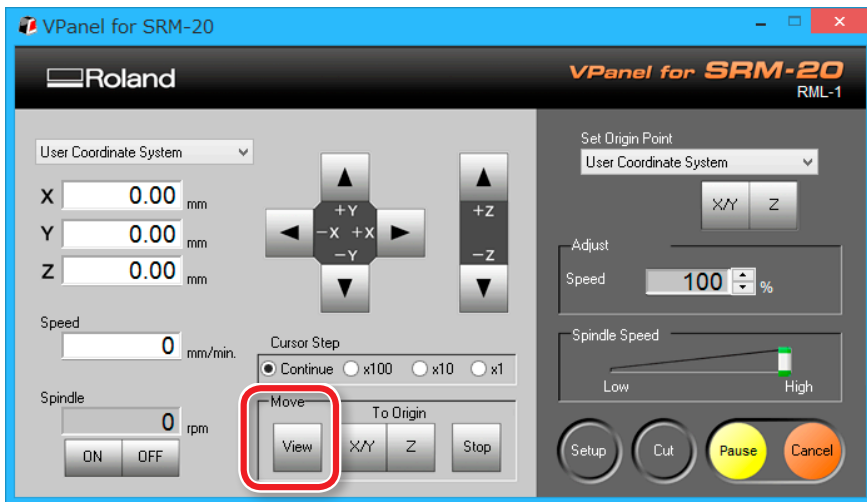 VPanel for SRM-20
Roland
VPanel for SRM-20
RML-1
User Coordinate System
X 0.00 mm
Y 0.00 mm
Z 0.00 mm
Speed
0 mm/min.
Spindle
0 rpm
ON OFF
+Y
-X +X
-Y
+Z
-Z
Cursor Step
Continue x100 x10 x1
Move
To Origin
View X/Y Z Stop
Set Origin Point
User Coordinate System
X/Y Z
Adjust
Speed 100 %
Spindle Speed
Low High
Setup Cut Pause Cancel